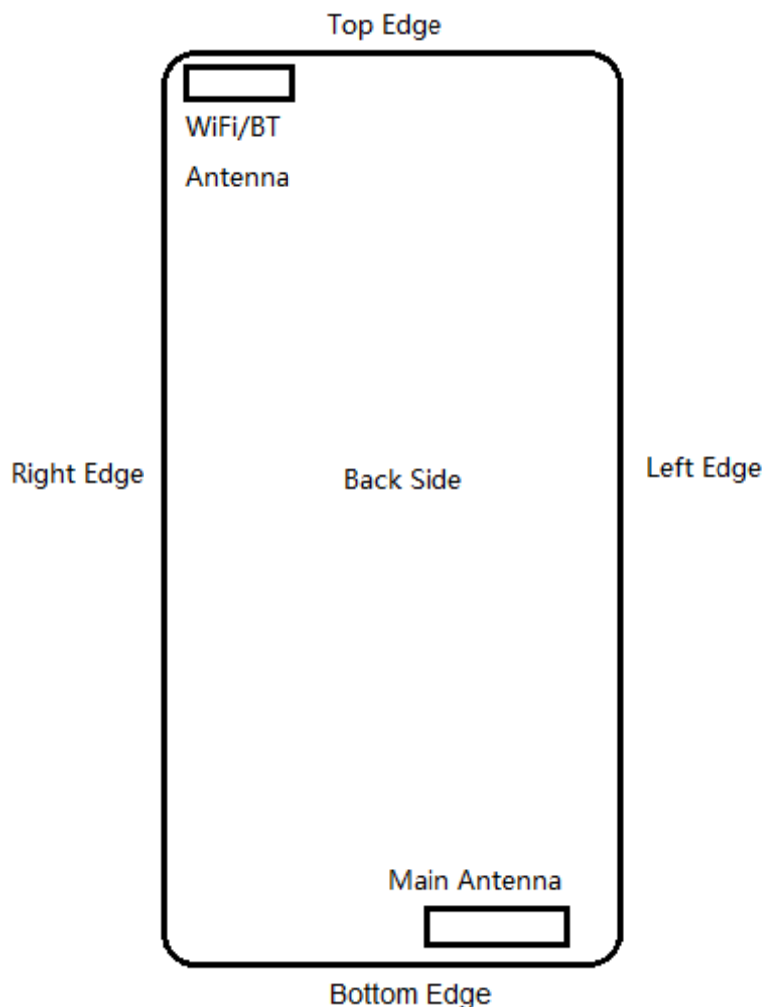 Top Edge
WiFi/BT
Antenna
Right Edge
Back Side
Left Edge
Main Antenna
Bottom Edge